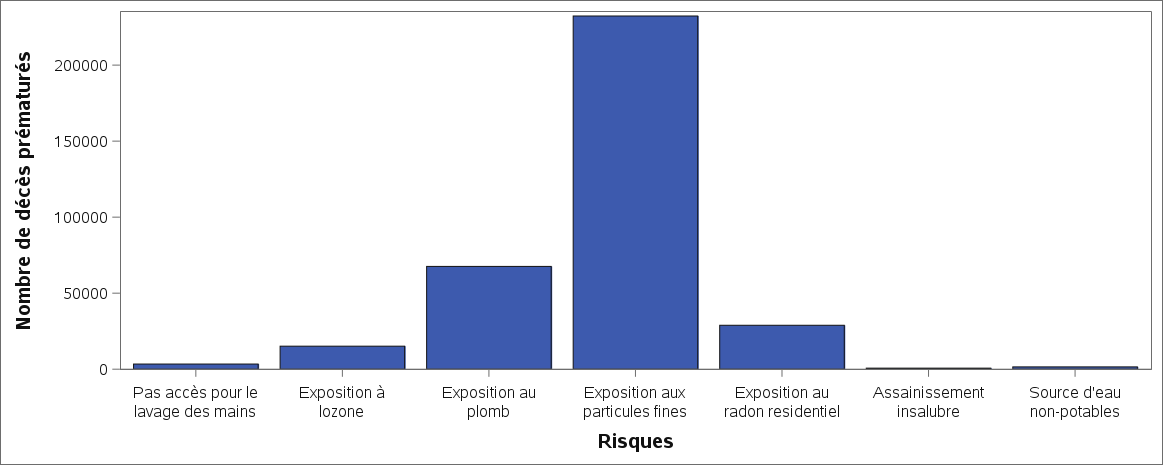 Nombre de décès prématurés
200000
150000
100000
50000
0
Pas accès pour le
lavage des mains
Exposition à
lozone
Exposition au
plomb
Exposition aux
particules fines
Exposition au
radon residentiel
Assainissement
insalubre
Source d'eau
non-potables
Risques